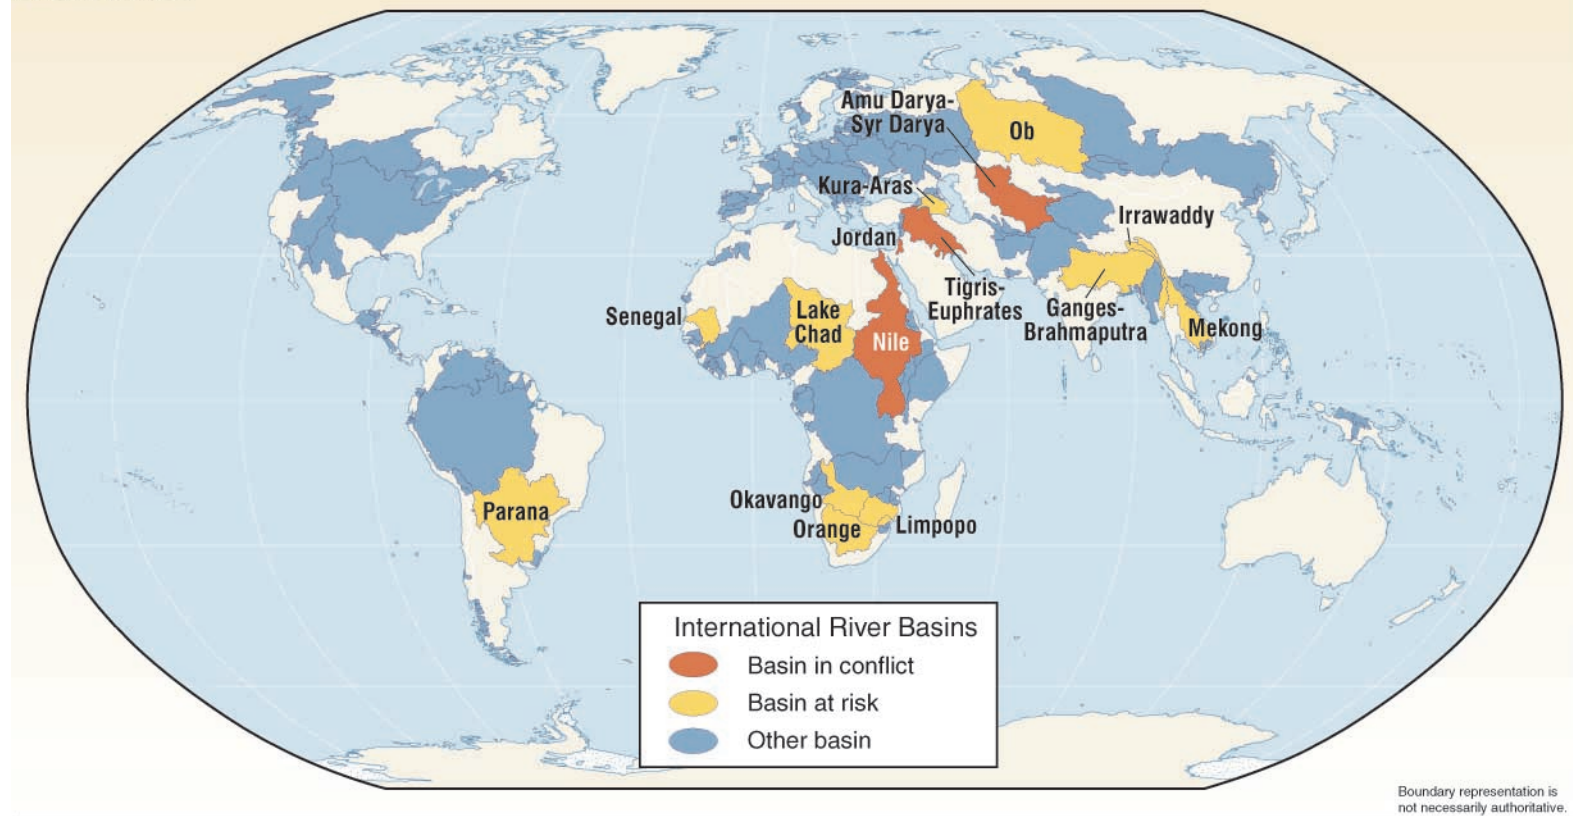 Amu Darya-
Syr Darya
Ob
Kura-Aras
Irrawaddy
Jordan
Tigris-
Euphrates
Ganges-
Brahmaputra
Mekong
Senegal
Lake
Chad
Nile
Parana
Okavango
Orange
Limpopo
International River Basins
Basin in conflict
Basin at risk
Other basin
Boundary representation is
not necessarily authoritative.